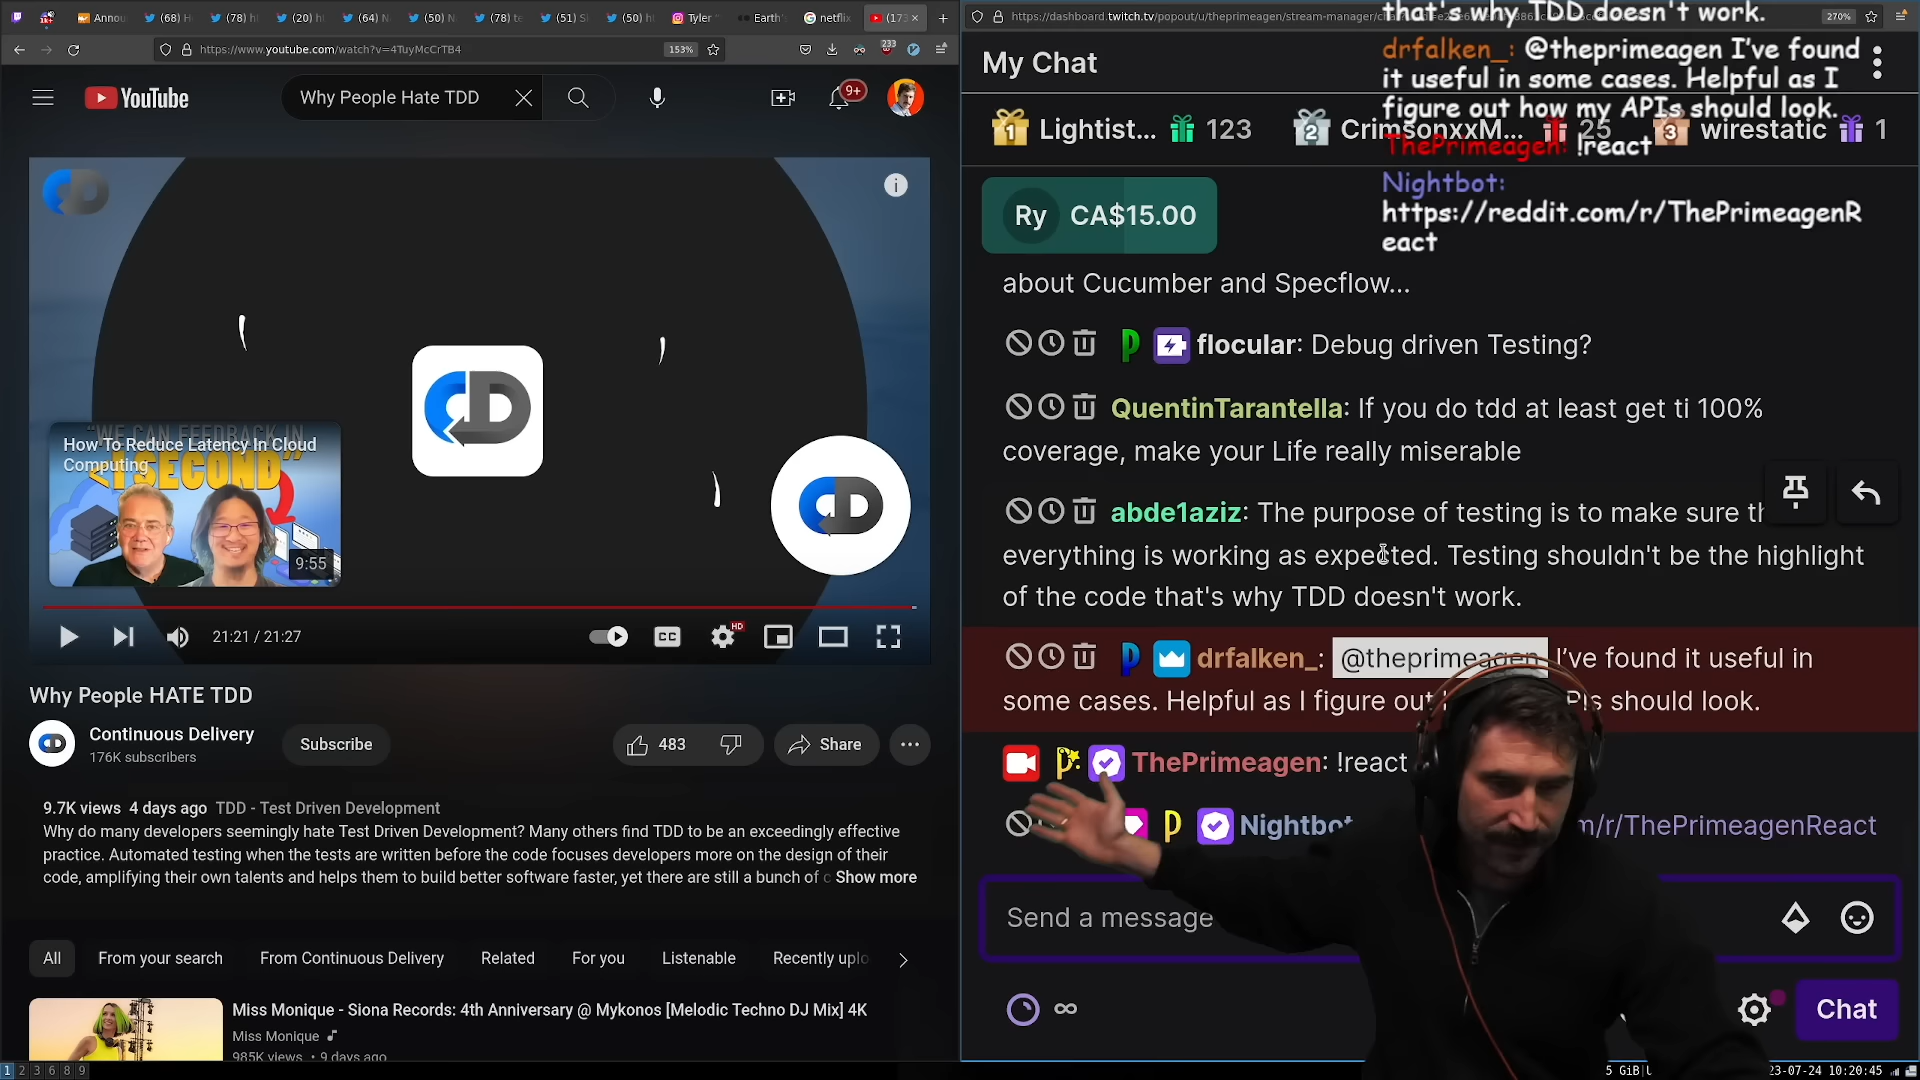 Annou
(68) H
(78) h
(20) h
(64) N
(50) N
(78) te
(51) S
(50) h
Tyler
Earth's
netflix
(173
https://www.youtube.com/watch?v=4TuyMcCrTB4
153%
233
YouTube
Why People Hate TDD
9+
How To Reduce Latency In Cloud
Computing
"WE CAN FEEDBACK IN
1SECOND"
9:55
CD
CD
21:21 / 21:27
CC
HD
Why People HATE TDD
Continuous Delivery
176K subscribers
Subscribe
483
Share
9.7K views 4 days ago TDD - Test Driven Development
Why do many developers seemingly hate Test Driven Development? Many others find TDD to be an exceedingly effective
practice. Automated testing when the tests are written before the code focuses developers more on the design of their
code, amplifying their own talents and helps them to build better software faster, yet there are still a bunch of c Show more
All
From your search
From Continuous Delivery
Related
For you
Listenable
Recently uplo
Miss Monique - Siona Records: 4th Anniversary @ Mykonos [Melodic Techno DJ Mix] 4K
Miss Monique
985K views • 9 days ago
1 2 3 6 8 9
https://dashboard.twitch.tv/popout/u/theprimeagen/stream-manager/
270%
that's why TDD doesn't work.
drfalken_: @theprimeagen I've found
it useful in some cases. Helpful as I
figure out how my APIs should look.
ThePrimeagen: !react
Nightbot:
https://reddit.com/r/ThePrimeagenR
eact
My Chat
1 Lightist... 123
2 CrimsonxxM... 25
3 wirestatic 1
Ry CA$15.00
about Cucumber and Specflow...
flocular: Debug driven Testing?
QuentinTarantella: If you do tdd at least get ti 100%
coverage, make your Life really miserable
abde1aziz: The purpose of testing is to make sure th
everything is working as expected. Testing shouldn't be the highlight
of the code that's why TDD doesn't work.
drfalken_: @theprimeagen I've found it useful in
some cases. Helpful as I figure out PIs should look.
ThePrimeagen: !react
Nightbot m/r/ThePrimeagenReact
Send a message
Chat
5 GiB
23-07-24 10:20:45